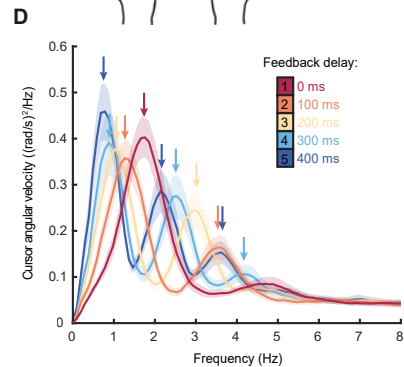 D
Feedback delay:
1 0 ms
2 100 ms
3 200 ms
4 300 ms
5 400 ms
Cursor angular velocity ((rad/s)²/Hz)
0.6
0.5
0.4
0.3
0.2
0.1
0
0 1 2 3 4 5 6 7 8
Frequency (Hz)